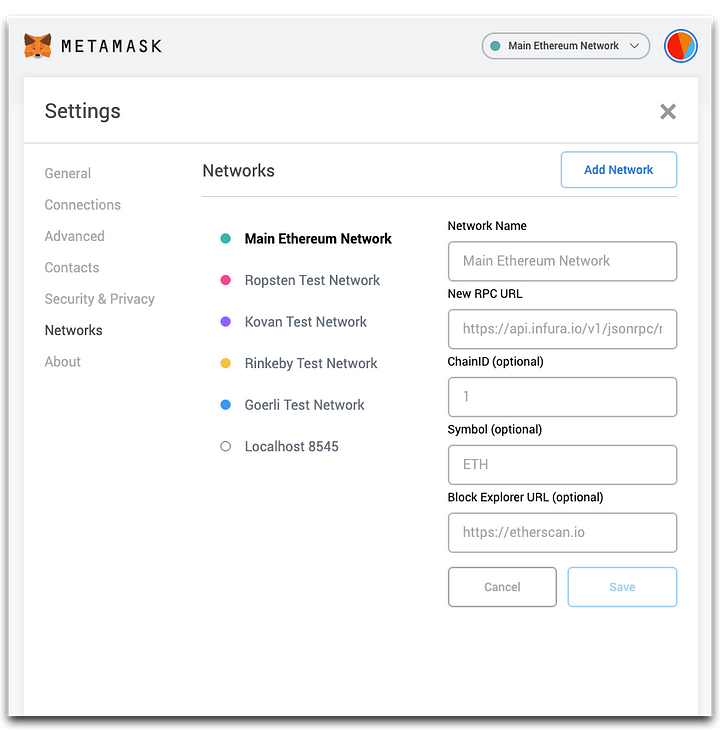 METAMASK
Main Ethereum Network
Settings
General
Connections
Advanced
Contacts
Security & Privacy
Networks
About
Networks
Add Network
Main Ethereum Network
Ropsten Test Network
Kovan Test Network
Rinkeby Test Network
Goerli Test Network
Localhost 8545
Network Name
Main Ethereum Network
New RPC URL
https://api.infura.io/v1/jsonrpc/
ChainID (optional)
1
Symbol (optional)
ETH
Block Explorer URL (optional)
https://etherscan.io
Cancel
Save